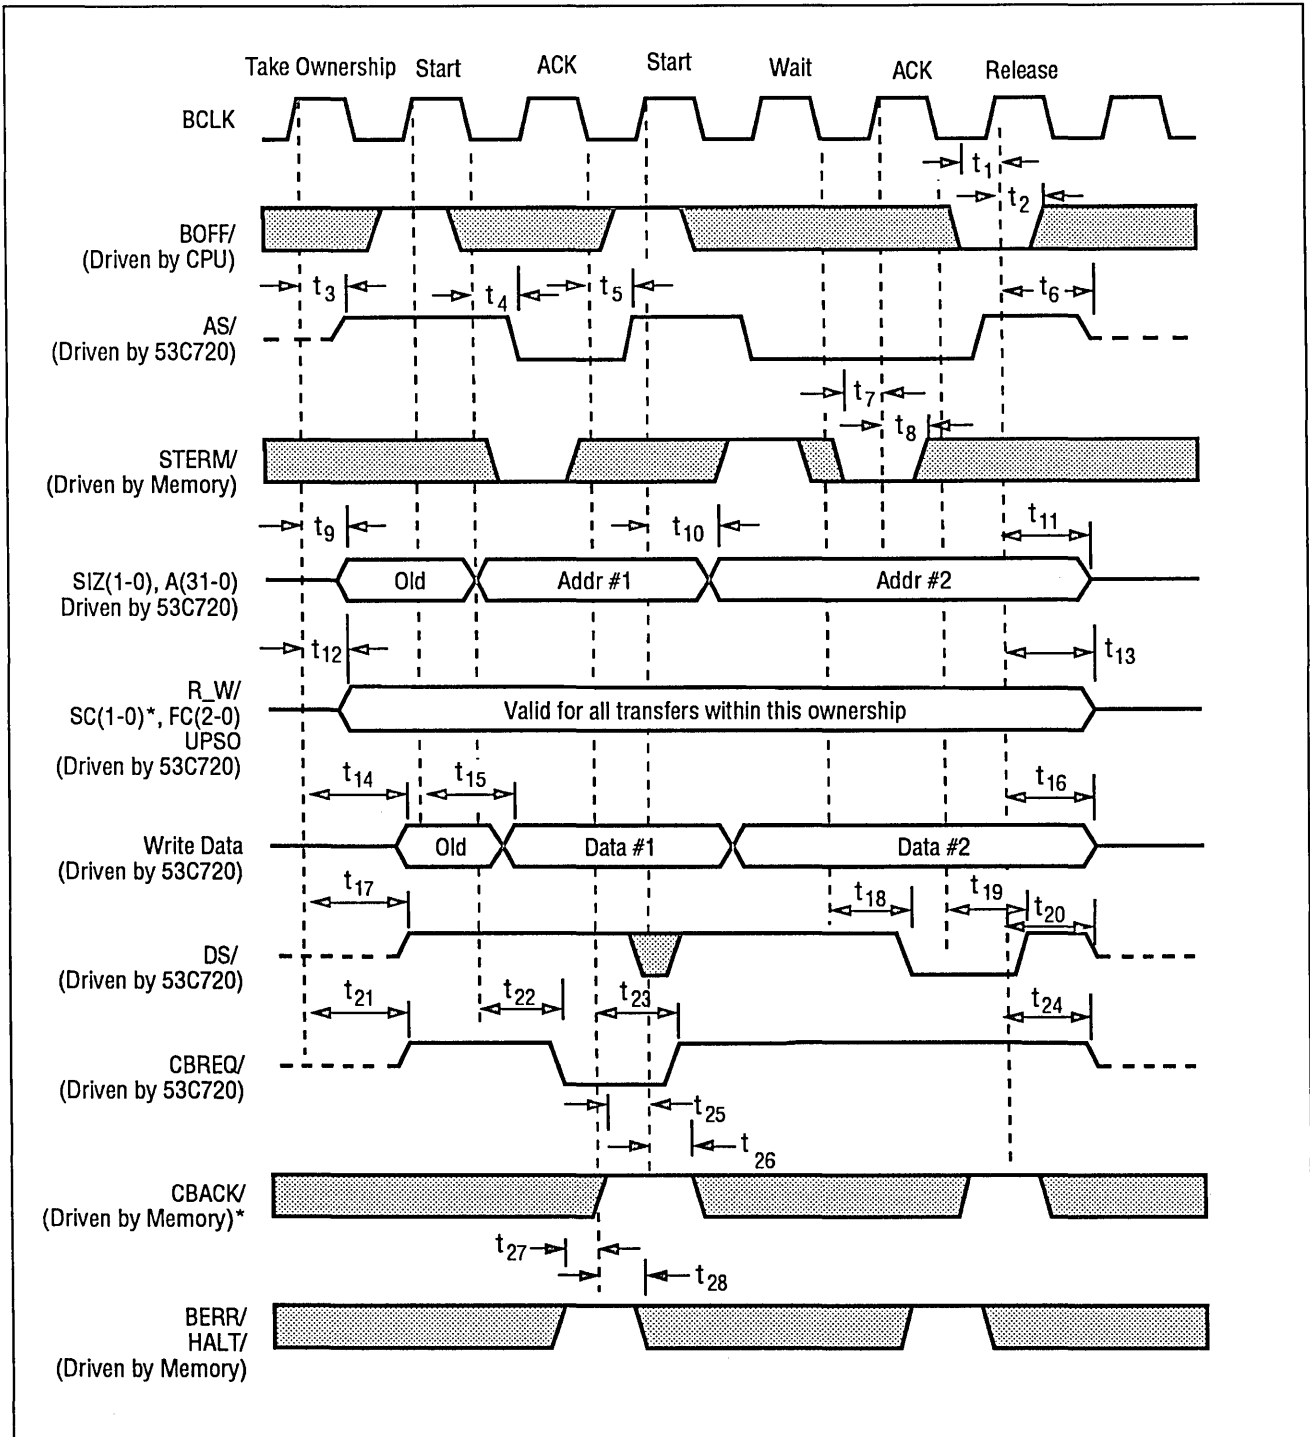 Take Ownership Start ACK Start Wait ACK Release
BCLK
t1
t2
BOFF/
(Driven by CPU)
t3 t4 t5 t6
AS/
(Driven by 53C720)
t7
t8
STERM/
(Driven by Memory)
t9 t10 t11
SIZ(1-0), A(31-0)
Driven by 53C720)
Old Addr #1 Addr #2
t12 t13
R_W/
SC(1-0)*, FC(2-0)
UPSO
(Driven by 53C720)
Valid for all transfers within this ownership
t14 t15 t16
Write Data
(Driven by 53C720)
Old Data #1 Data #2
t17 t18 t19 t20
DS/
(Driven by 53C720)
t21 t22 t23 t24
CBREQ/
(Driven by 53C720)
t25
t26
CBACK/
(Driven by Memory)*
t27
t28
BERR/
HALT/
(Driven by Memory)